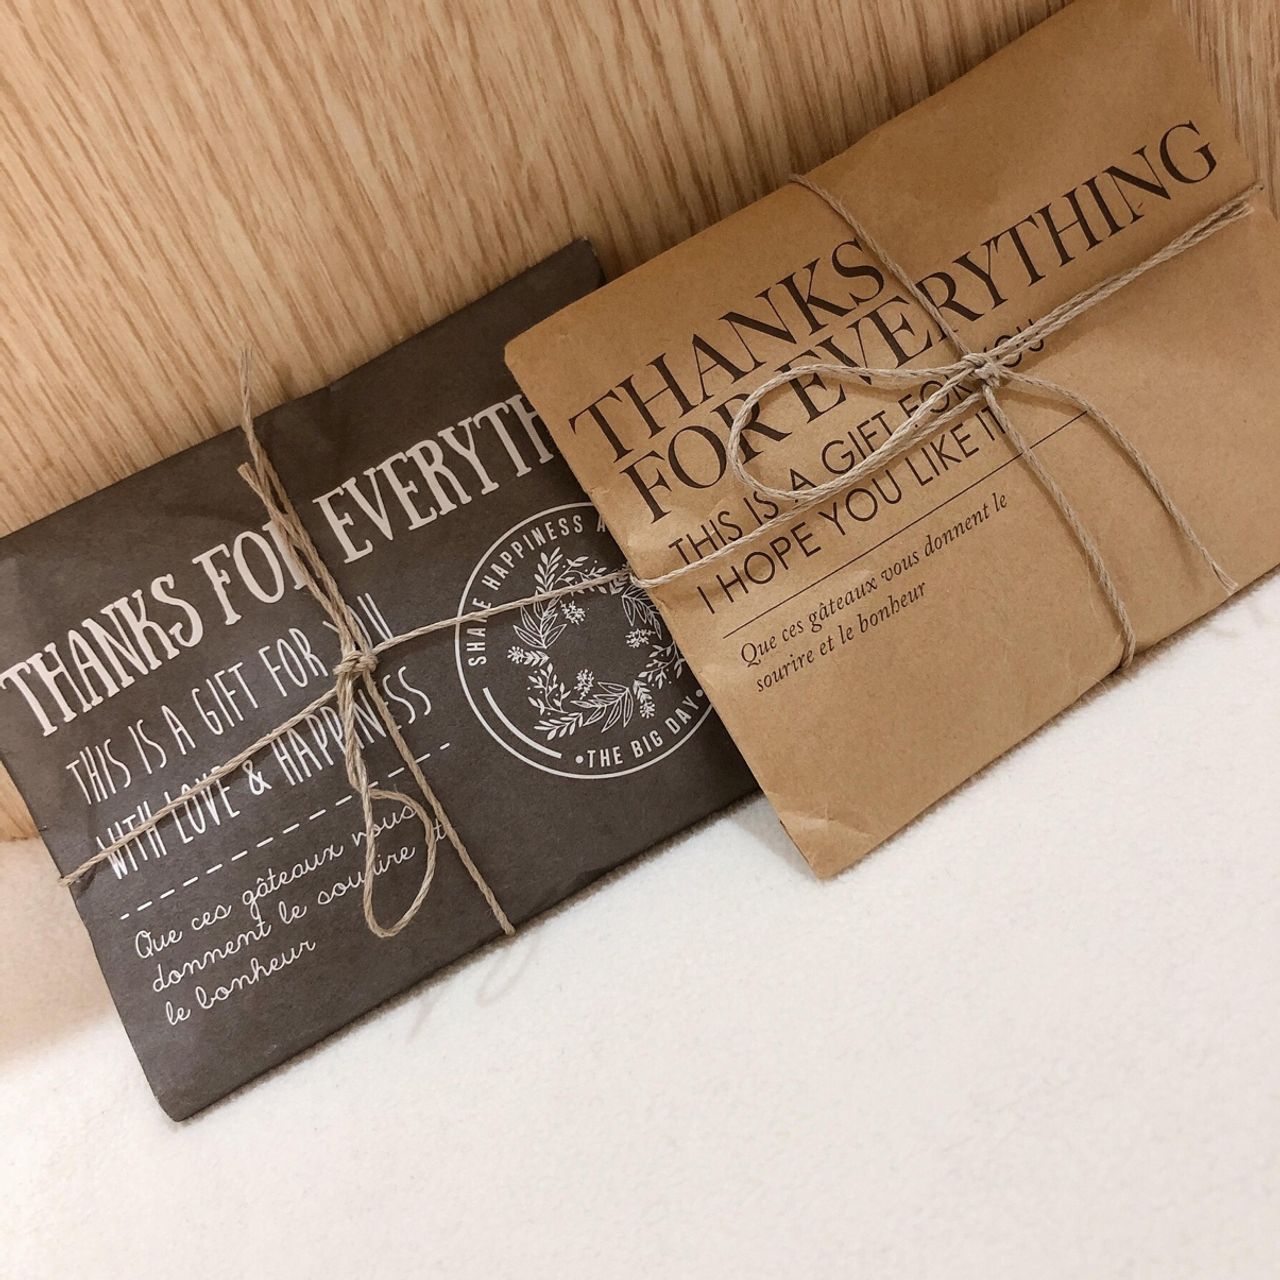 THANKS FOR
THIS IS A GIFT FOR YOU
WITH LOVE & HAPPINESS
Que ces gâteaux vous
donnent le sourire et
le bonheur
SHARE HAPPINESS
•THE BIG DAY•
THANKS
FOR EVERYTHING
THIS IS A GIFT FOR YOU
I HOPE YOU LIKE IT
Que ces gâteaux vous donnent le
sourire et le bonheur